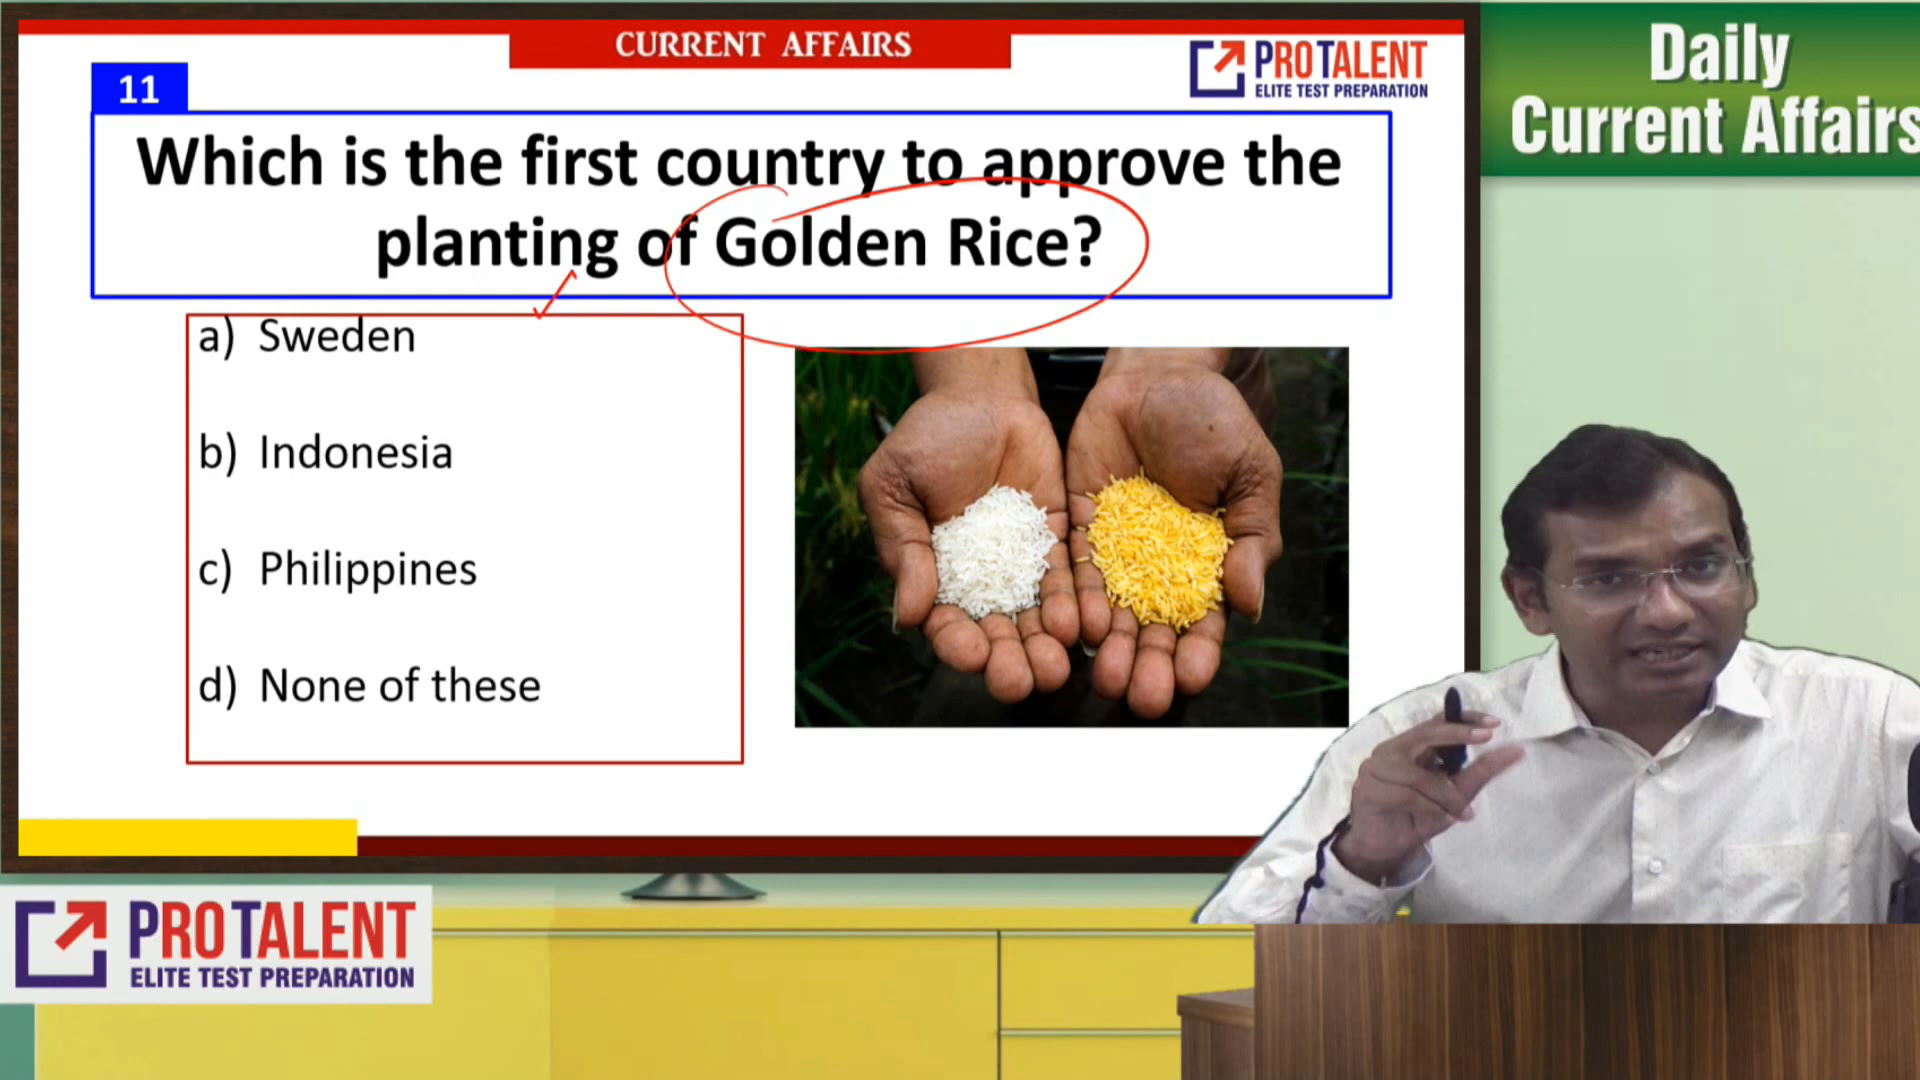 CURRENT AFFAIRS
PROTALENT
ELITE TEST PREPARATION
11
Which is the first country to approve the
planting of Golden Rice?
a) Sweden
b) Indonesia
c) Philippines
d) None of these
Daily
Current Affairs
PROTALENT
ELITE TEST PREPARATION